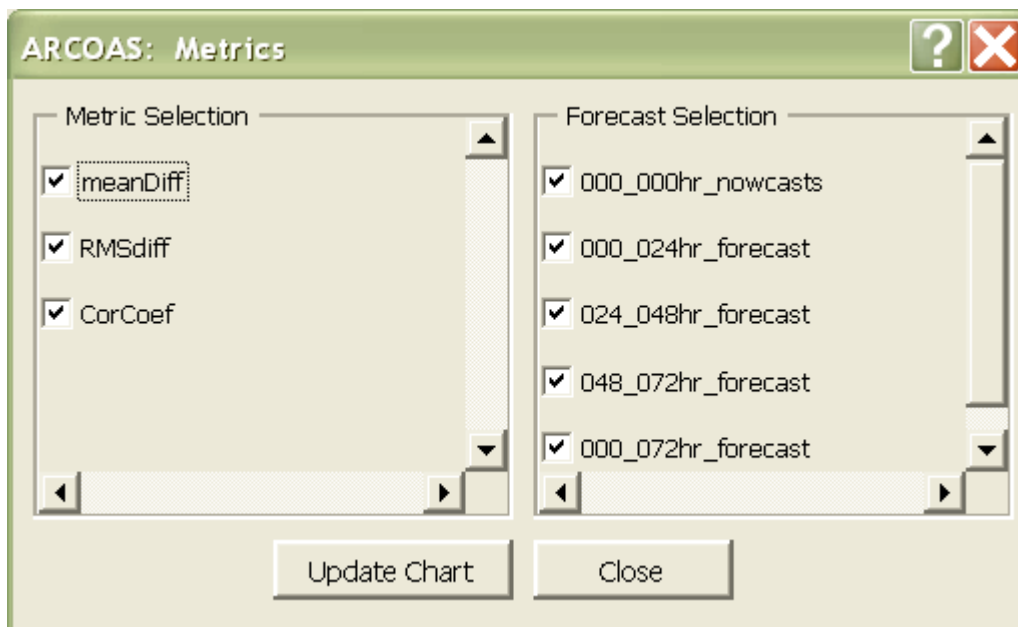 ARCOAS: Metrics
Metric Selection
meanDiff
RMSdiff
CorCoef
Forecast Selection
000_000hr_nowcasts
000_024hr_forecast
024_048hr_forecast
048_072hr_forecast
000_072hr_forecast
Update Chart
Close